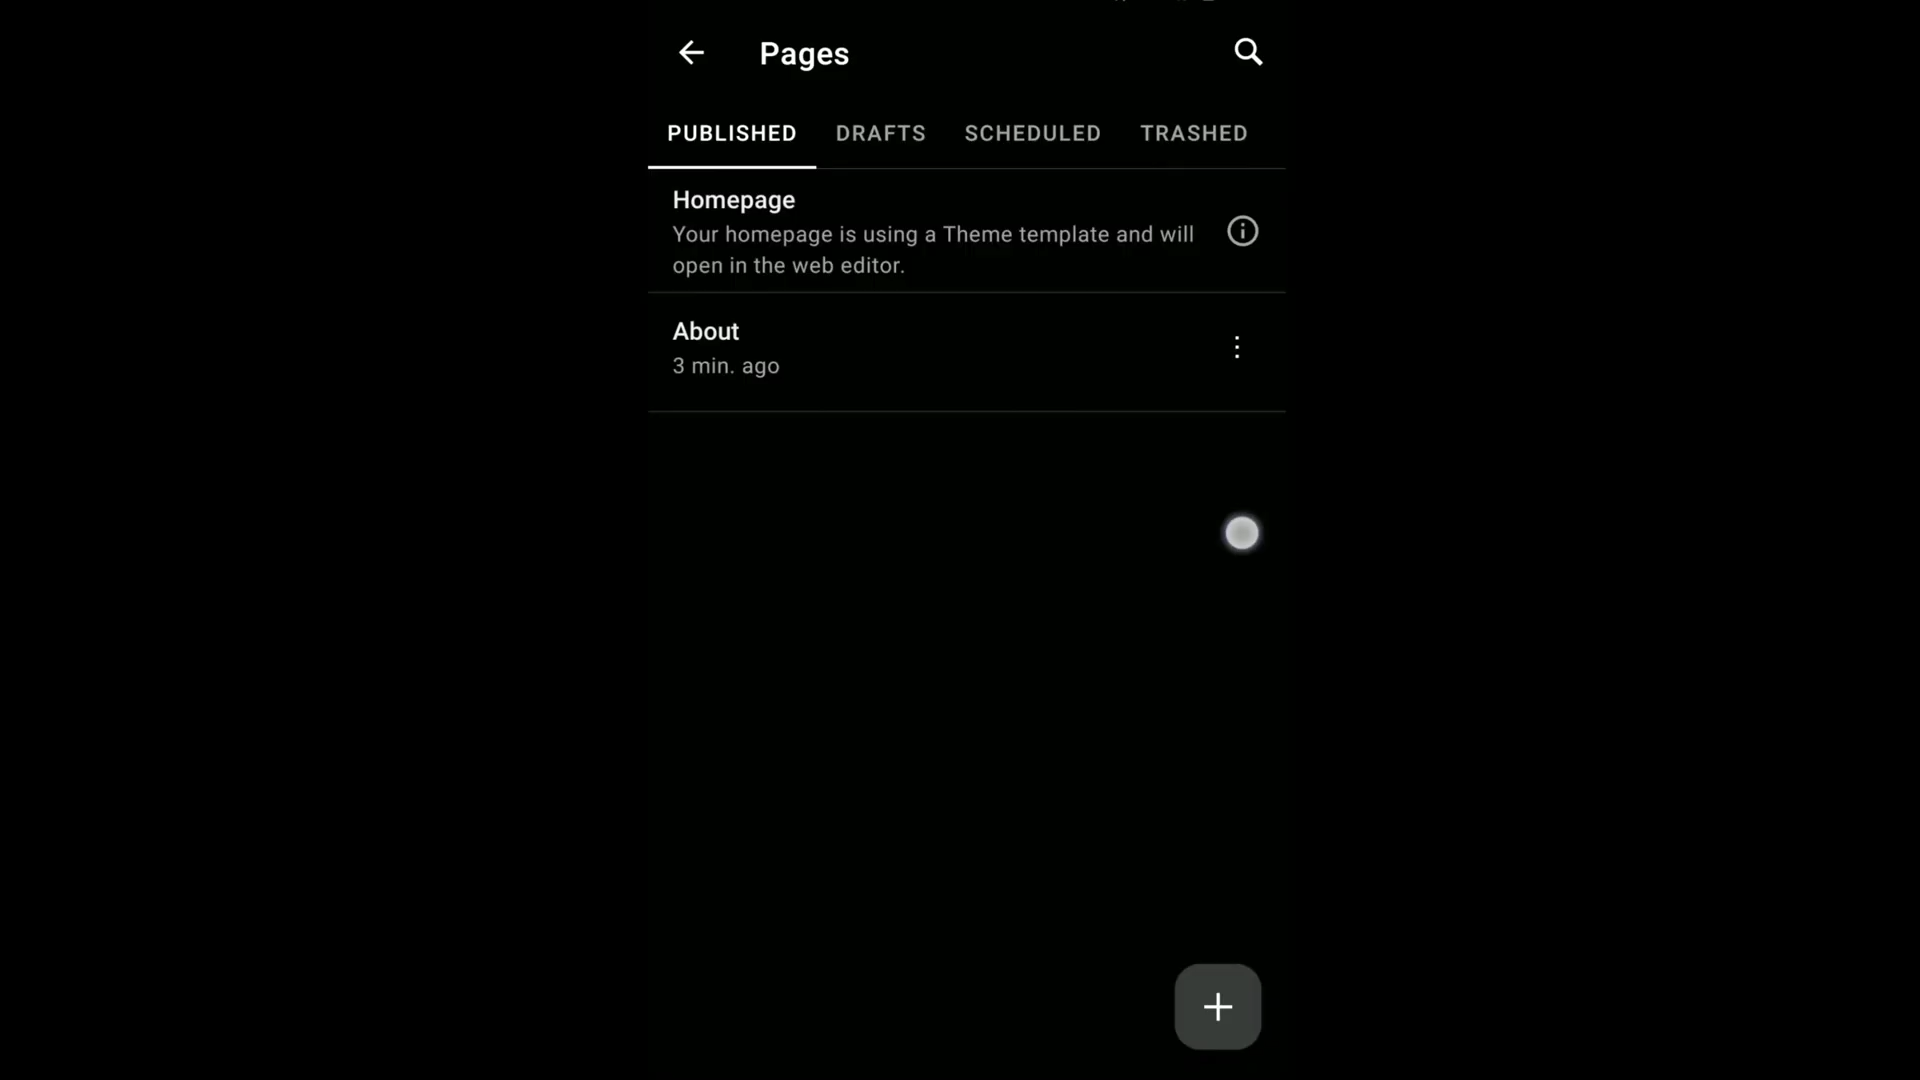 Pages
PUBLISHED DRAFTS SCHEDULED TRASHED
Homepage
Your homepage is using a Theme template and will
open in the web editor.
About
3 min. ago